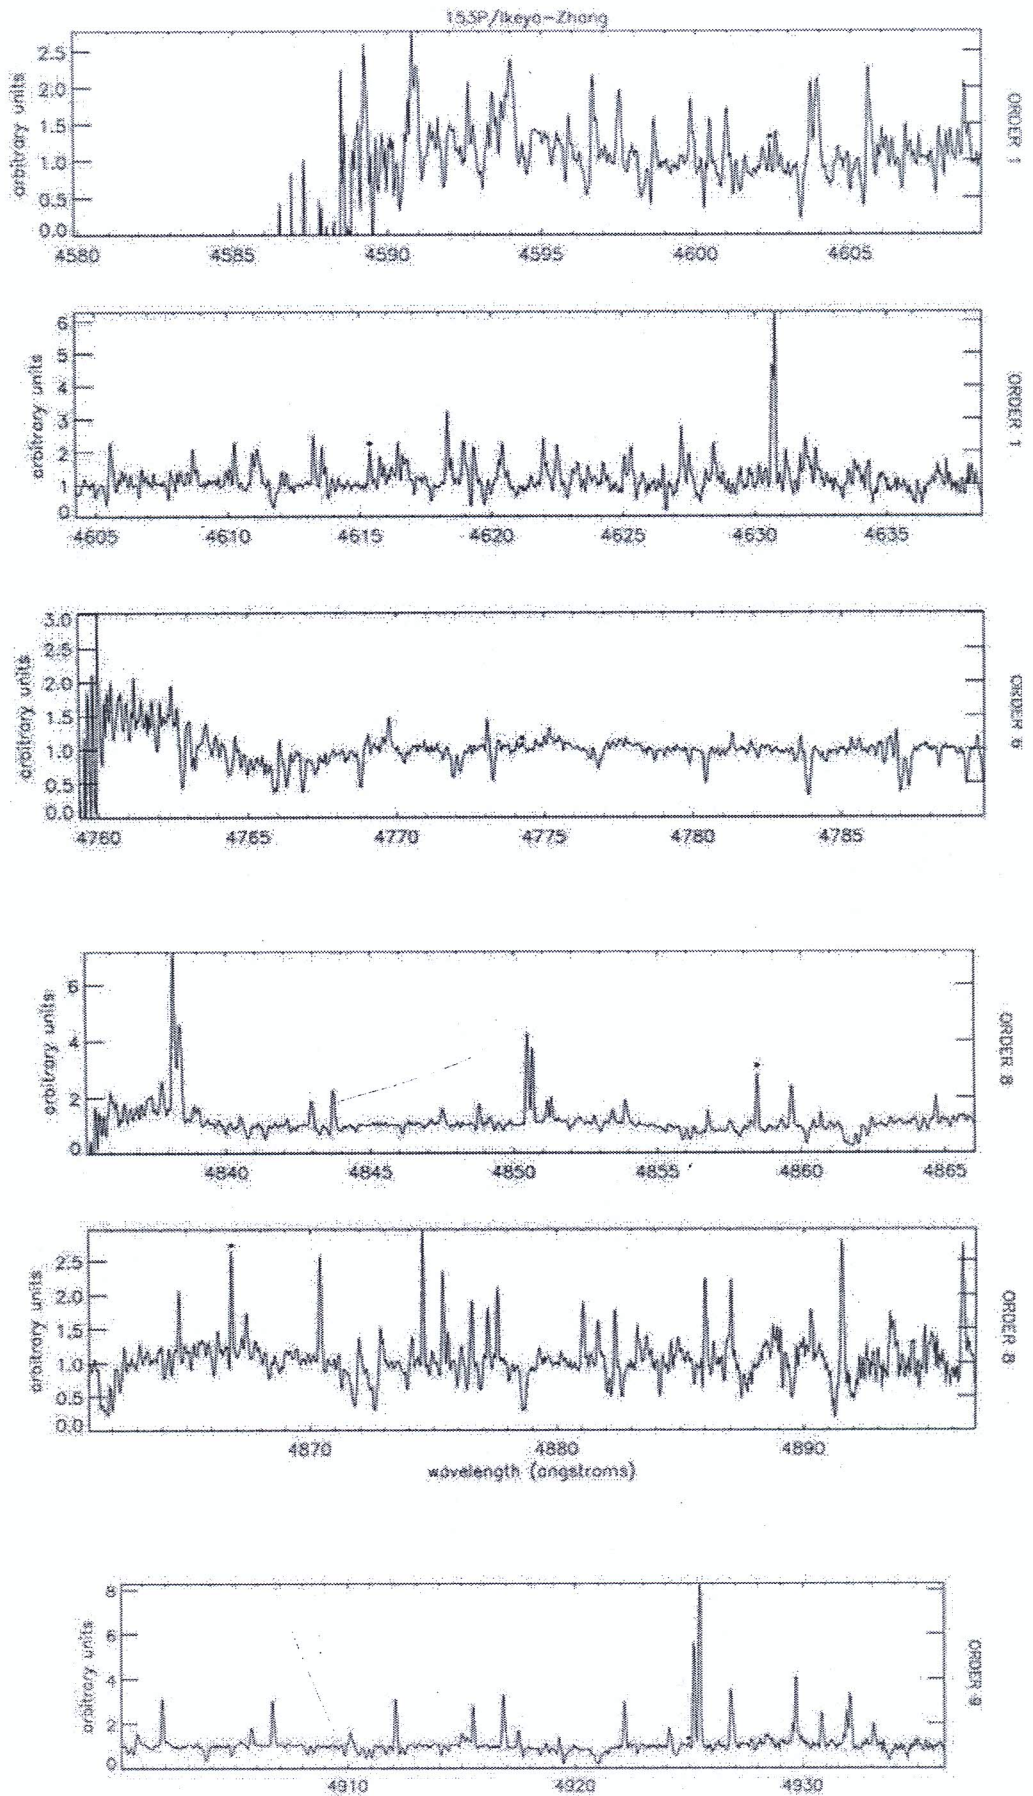 153P/Ikeya-Zhang
arbitrary units
2.5
2.0
1.5
1.0
0.5
0.0
4580 4585 4590 4595 4600 4605
ORDER 1
arbitrary units
6
5
4
3
2
1
0
4605 4610 4615 4620 4625 4630 4635
ORDER 1
arbitrary units
3.0
2.5
2.0
1.5
1.0
0.5
0.0
4760 4765 4770 4775 4780 4785
ORDER 6
arbitrary units
6
4
2
0
4840 4845 4850 4855 4860 4865
ORDER 8
arbitrary units
2.5
2.0
1.5
1.0
0.5
0.0
4870 4880 4890
wavelength (angstroms)
ORDER 8
arbitrary units
8
6
4
2
0
4910 4920 4930
ORDER 9